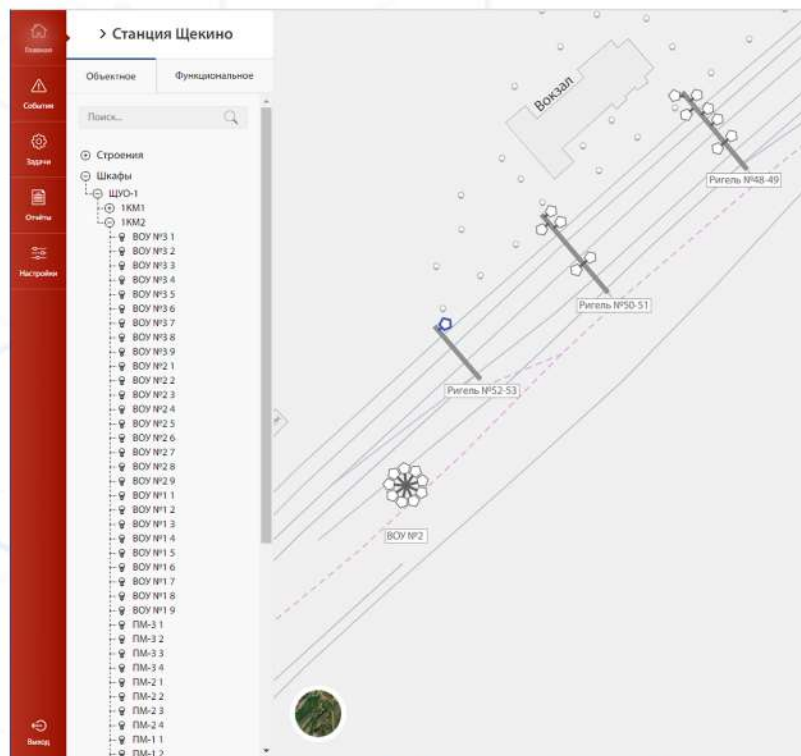 Главная
События
Задачи
Отчёты
Настройки
Выход
> Станция Щекино
Объектное
Функциональное
Поиск...
Строения
Шкафы
ЩУО-1
1КМ1
1КМ2
ВОУ №3 1
ВОУ №3 2
ВОУ №3 3
ВОУ №3 4
ВОУ №3 5
ВОУ №3 6
ВОУ №3 7
ВОУ №3 8
ВОУ №3 9
ВОУ №2 1
ВОУ №2 2
ВОУ №2 3
ВОУ №2 4
ВОУ №2 5
ВОУ №2 6
ВОУ №2 7
ВОУ №2 8
ВОУ №2 9
ВОУ №1 1
ВОУ №1 2
ВОУ №1 3
ВОУ №1 4
ВОУ №1 5
ВОУ №1 6
ВОУ №1 7
ВОУ №1 8
ВОУ №1 9
ПМ-3 1
ПМ-3 2
ПМ-3 3
ПМ-3 4
ПМ-2 1
ПМ-2 2
ПМ-2 3
ПМ-2 4
ПМ-1 1
ПМ-1 2
Вокзал
Ригель №48-49
Ригель №50-51
Ригель №52-53
ВОУ №2